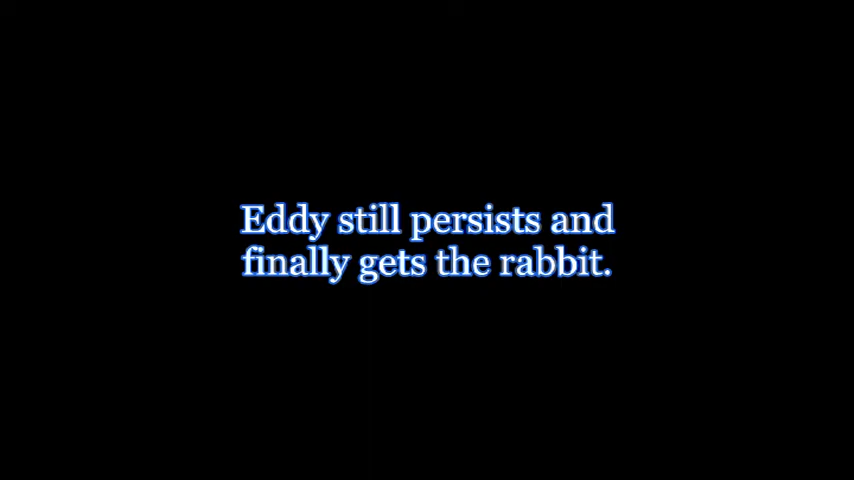 Eddy still persists and
finally gets the rabbit.